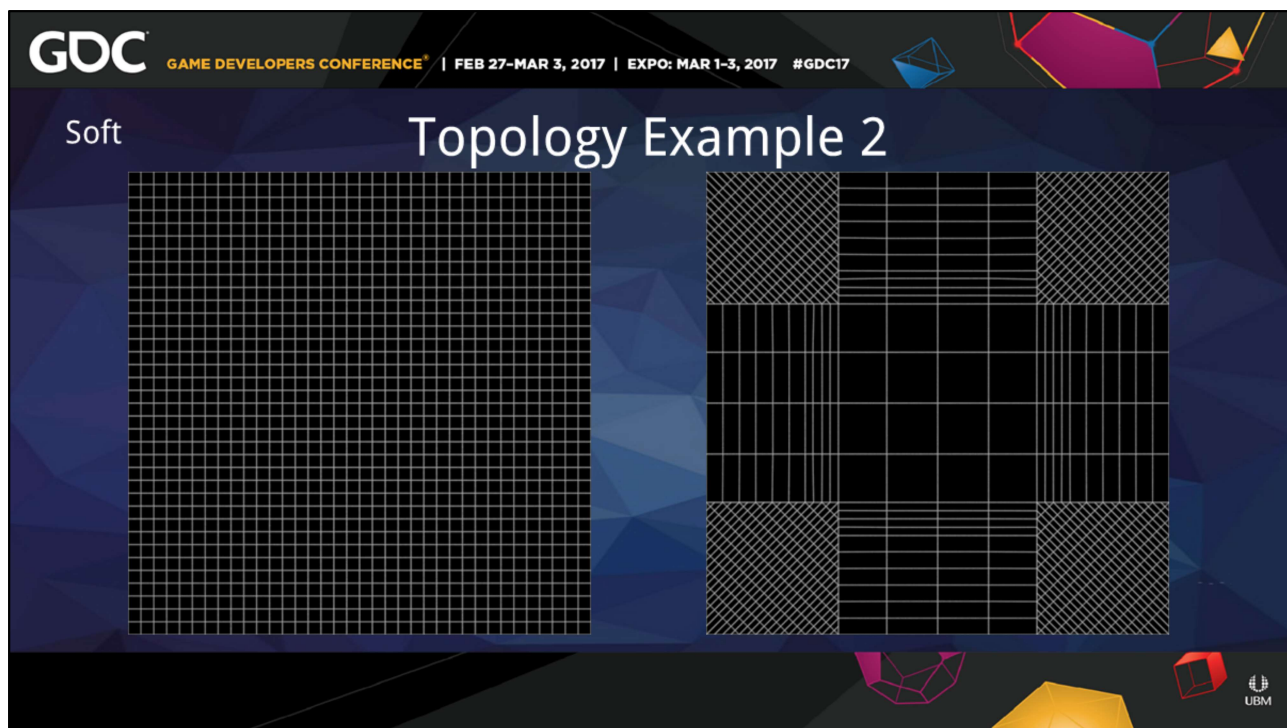 GDC GAME DEVELOPERS CONFERENCE® | FEB 27–MAR 3, 2017 | EXPO: MAR 1–3, 2017 #GDC17
Soft
Topology Example 2
UBM